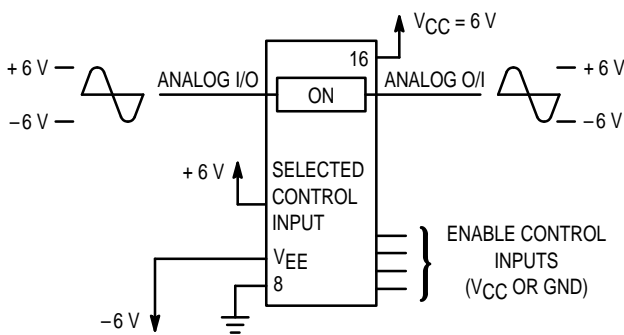 VCC = 6 V
16
+ 6 V
−6 V
ANALOG I/O
ON
ANALOG O/I
+ 6 V
−6 V
+ 6 V
SELECTED
CONTROL
INPUT
VEE
8
−6 V
ENABLE CONTROL
INPUTS
(VCC OR GND)